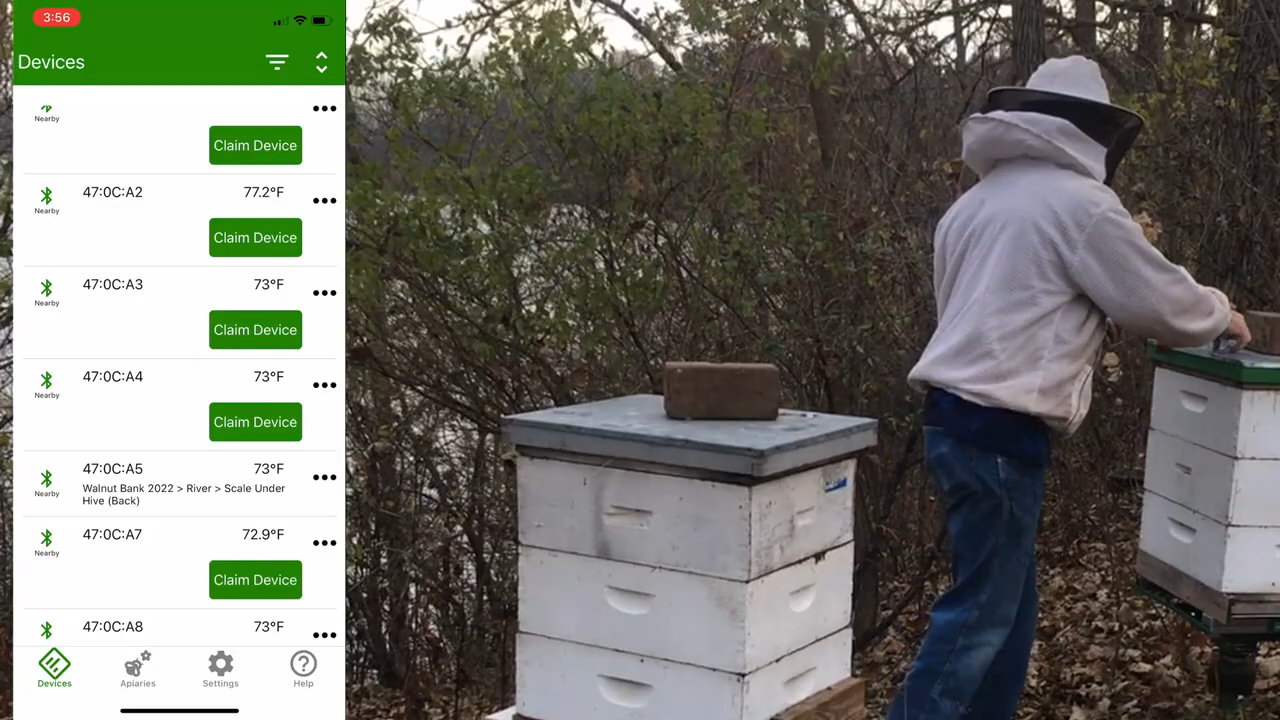 3:56
Devices
Nearby
Claim Device
47:0C:A2 77.2°F
Nearby
Claim Device
47:0C:A3 73°F
Nearby
Claim Device
47:0C:A4 73°F
Nearby
Claim Device
47:0C:A5 73°F
Nearby
Walnut Bank 2022 > River > Scale Under
Hive (Back)
47:0C:A7 72.9°F
Nearby
Claim Device
47:0C:A8 73°F
Devices Apiaries Settings Help